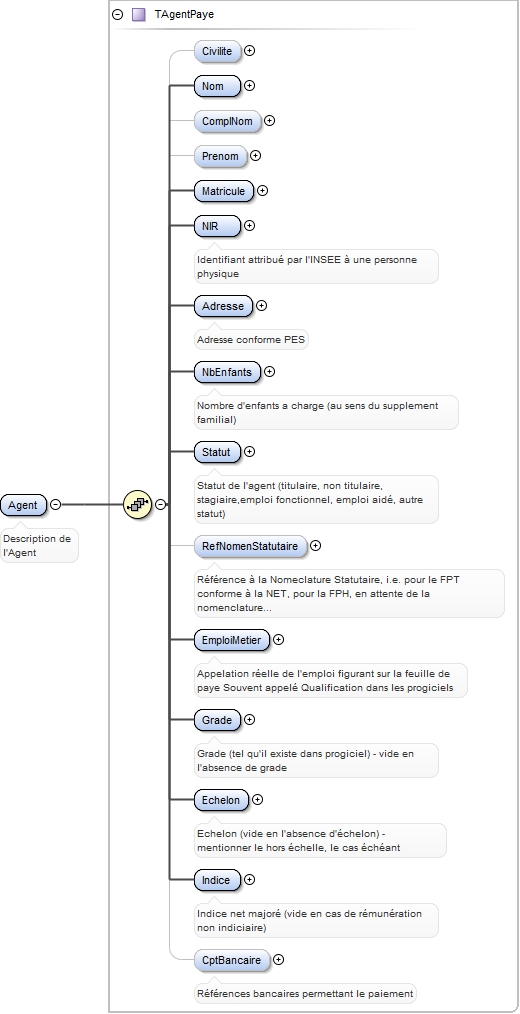 TAgentPaye
Civilite
Nom
ComplNom
Prenom
Matricule
NIR
Identifiant attribué par l'INSEE à une personne
physique
Adresse
Adresse conforme PES
NbEnfants
Nombre d'enfants a charge (au sens du supplement
familial)
Statut
Statut de l'agent (titulaire, non titulaire,
stagiaire,emploi fonctionnel, emploi aidé, autre
statut)
Agent
Description de
l'Agent
RefNomenStatutaire
Référence à la Nomeclature Statutaire, i.e. pour le FPT
conforme à la NET, pour la FPH, en attente de la
nomenclature...
EmploiMetier
Appelation réelle de l'emploi figurant sur la feuille de
paye Souvent appelé Qualification dans les progiciels
Grade
Grade (tel qu'il existe dans progiciel) - vide en
l'absence de grade
Echelon
Echelon (vide en l'absence d'échelon) -
mentionner le hors échelle, le cas échéant
Indice
Indice net majoré (vide en cas de rémunération
non indiciaire)
CptBancaire
Références bancaires permettant le paiement